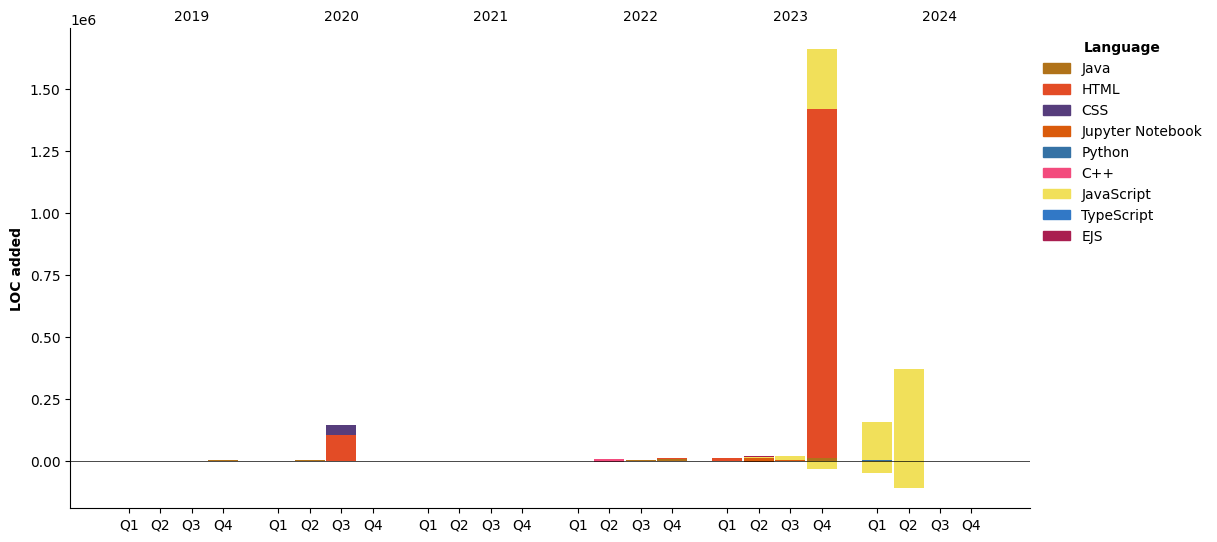 1e6
2019 2020 2021 2022 2023 2024
LOC added
1.50
1.25
1.00
0.75
0.50
0.25
0.00
Q1 Q2 Q3 Q4 Q1 Q2 Q3 Q4 Q1 Q2 Q3 Q4 Q1 Q2 Q3 Q4 Q1 Q2 Q3 Q4 Q1 Q2 Q3 Q4
Language
Java
HTML
CSS
Jupyter Notebook
Python
C++
JavaScript
TypeScript
EJS